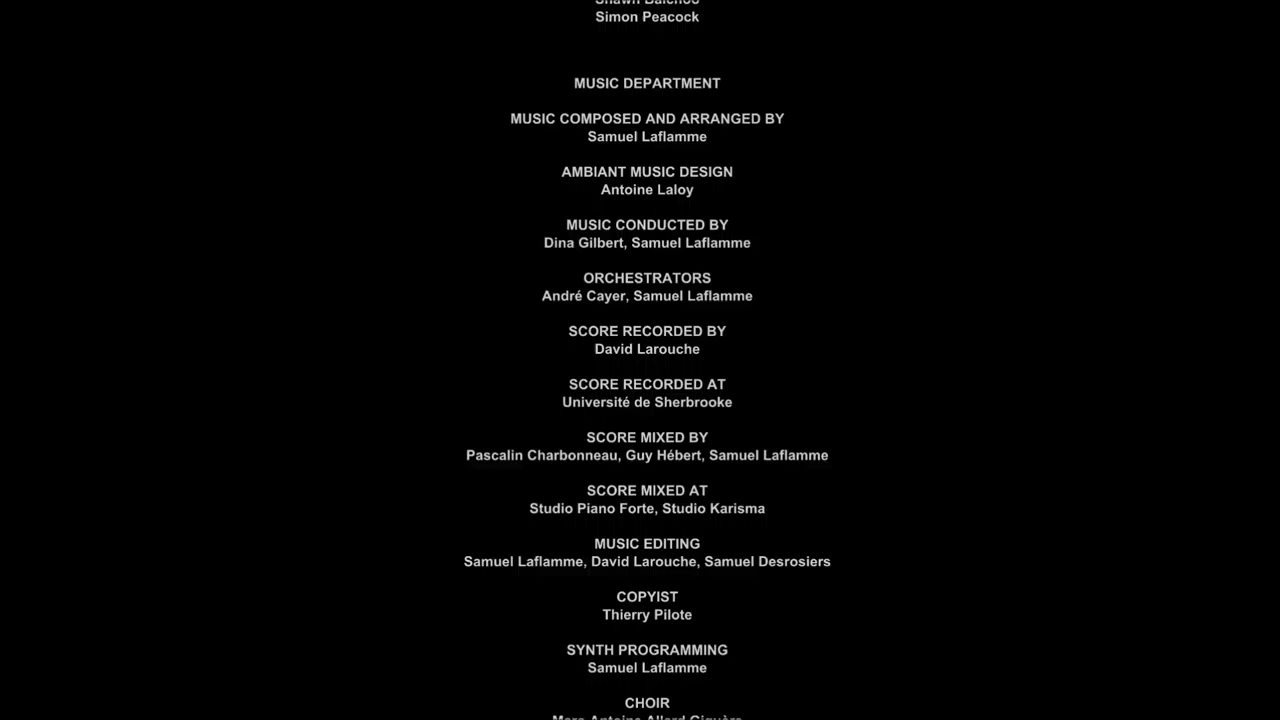 Simon Peacock
MUSIC DEPARTMENT
MUSIC COMPOSED AND ARRANGED BY
Samuel Laflamme
AMBIANT MUSIC DESIGN
Antoine Laloy
MUSIC CONDUCTED BY
Dina Gilbert, Samuel Laflamme
ORCHESTRATORS
André Cayer, Samuel Laflamme
SCORE RECORDED BY
David Larouche
SCORE RECORDED AT
Université de Sherbrooke
SCORE MIXED BY
Pascalin Charbonneau, Guy Hébert, Samuel Laflamme
SCORE MIXED AT
Studio Piano Forte, Studio Karisma
MUSIC EDITING
Samuel Laflamme, David Larouche, Samuel Desrosiers
COPYIST
Thierry Pilote
SYNTH PROGRAMMING
Samuel Laflamme
CHOIR